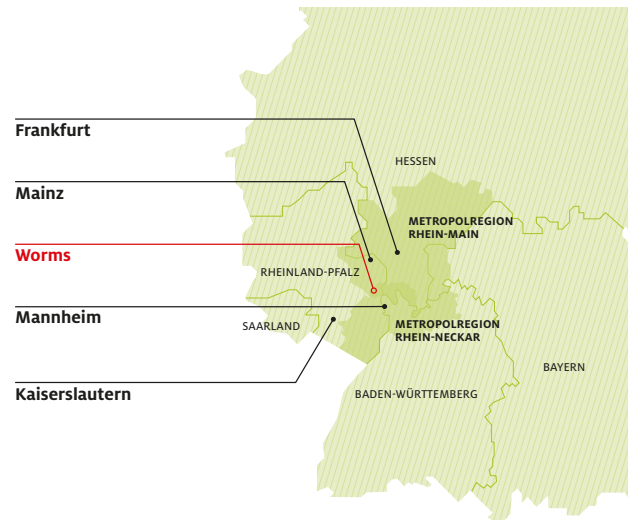 Frankfurt
HESSEN
Mainz
METROPOLREGION
RHEIN-MAIN
Worms
RHEINLAND-PFALZ
Mannheim
SAARLAND
METROPOLREGION
RHEIN-NECKAR
BAYERN
Kaiserslautern
BADEN-WÜRTTEMBERG